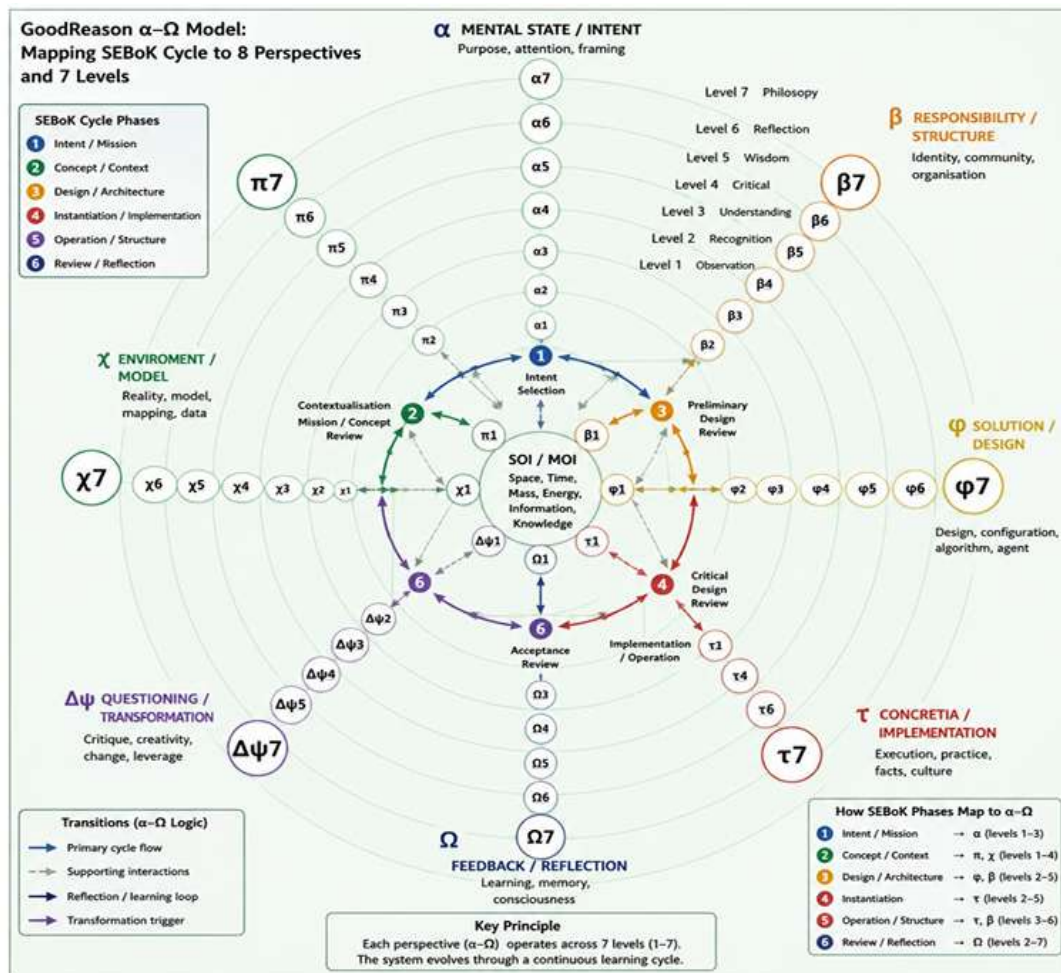 GoodReason α–Ω Model:
Mapping SEBoK Cycle to 8 Perspectives
and 7 Levels
SEBoK Cycle Phases
1 Intent / Mission
2 Concept / Context
3 Design / Architecture
4 Instantiation / Implementation
5 Operation / Structure
6 Review / Reflection
α MENTAL STATE / INTENT
Purpose, attention, framing
α7
α6
α5
α4
α3
α2
α1
Level 7 Philosopy
Level 6 Reflection
Level 5 Wisdom
Level 4 Critical
Level 3 Understanding
Level 2 Recognition
Level 1 Observation
β RESPONSIBILITY /
STRUCTURE
Identity, community,
organisation
β7
β6
β5
β4
β3
β2
β1
π7
π6
π5
π4
π3
π2
π1
1
Intent
Selection
2
Contextualisation
Mission / Concept
Review
3
Preliminary
Design
Review
χ ENVIROMENT /
MODEL
Reality, model,
mapping, data
χ7
χ6
χ5
χ4
χ3
χ2
χ1
χ1
SOI / MOI
Space, Time,
Mass, Energy,
Information,
Knowledge
φ1
φ2
φ3
φ4
φ5
φ6
φ7
φ SOLUTION /
DESIGN
Design, configuration,
algorithm, agent
Δψ1
Ω1
τ1
6
6
Acceptance
Review
4
Critical
Design
Review
Implementation
/ Operation
Δψ2
Δψ3
Δψ4
Δψ5
Δψ7
Δψ QUESTIONING /
TRANSFORMATION
Critique, creativity,
change, leverage
τ1
τ4
τ6
τ7
τ CONCRETIA /
IMPLEMENTATION
Execution, practice,
facts, culture
Ω3
Ω4
Ω5
Ω6
Ω7
Ω
FEEDBACK / REFLECTION
Learning, memory,
consciousness
Transitions (α–Ω Logic)
Primary cycle flow
Supporting interactions
Reflection / learning loop
Transformation trigger
Key Principle
Each perspective (α–Ω) operates across 7 levels (1–7).
The system evolves through a continuous learning cycle.
How SEBoK Phases Map to α–Ω
1 Intent / Mission → α (levels 1–3)
2 Concept / Context → π, χ (levels 1–4)
3 Design / Architecture → φ, β (levels 2–5)
4 Instantiation → τ (levels 2–5)
5 Operation / Structure → τ, β (levels 3–6)
6 Review / Reflection → Ω (levels 2–7)